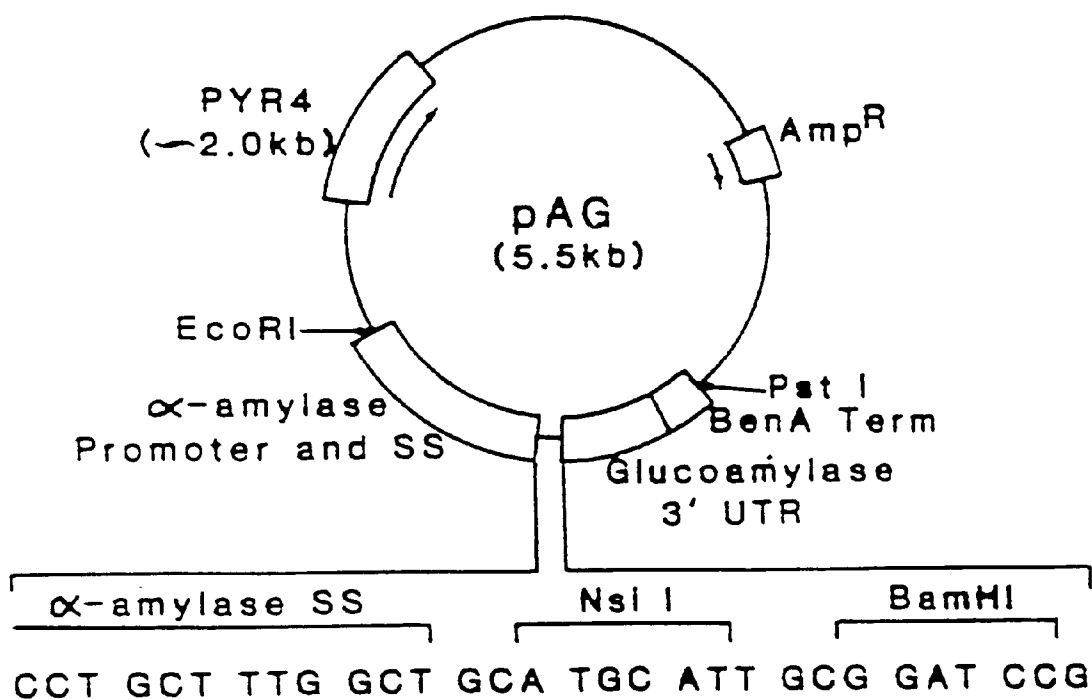 PYR4
(~2.0kb)
Amp^R
pAG
(5.5kb)
EcoRI
Pst I
BenA Term
α-amylase
Promoter and SS
Glucoamylase
3' UTR
α-amylase SS
Nsi I
BamHI
CCT GCT TTG GCT GCA TGC ATT GCG GAT CCG